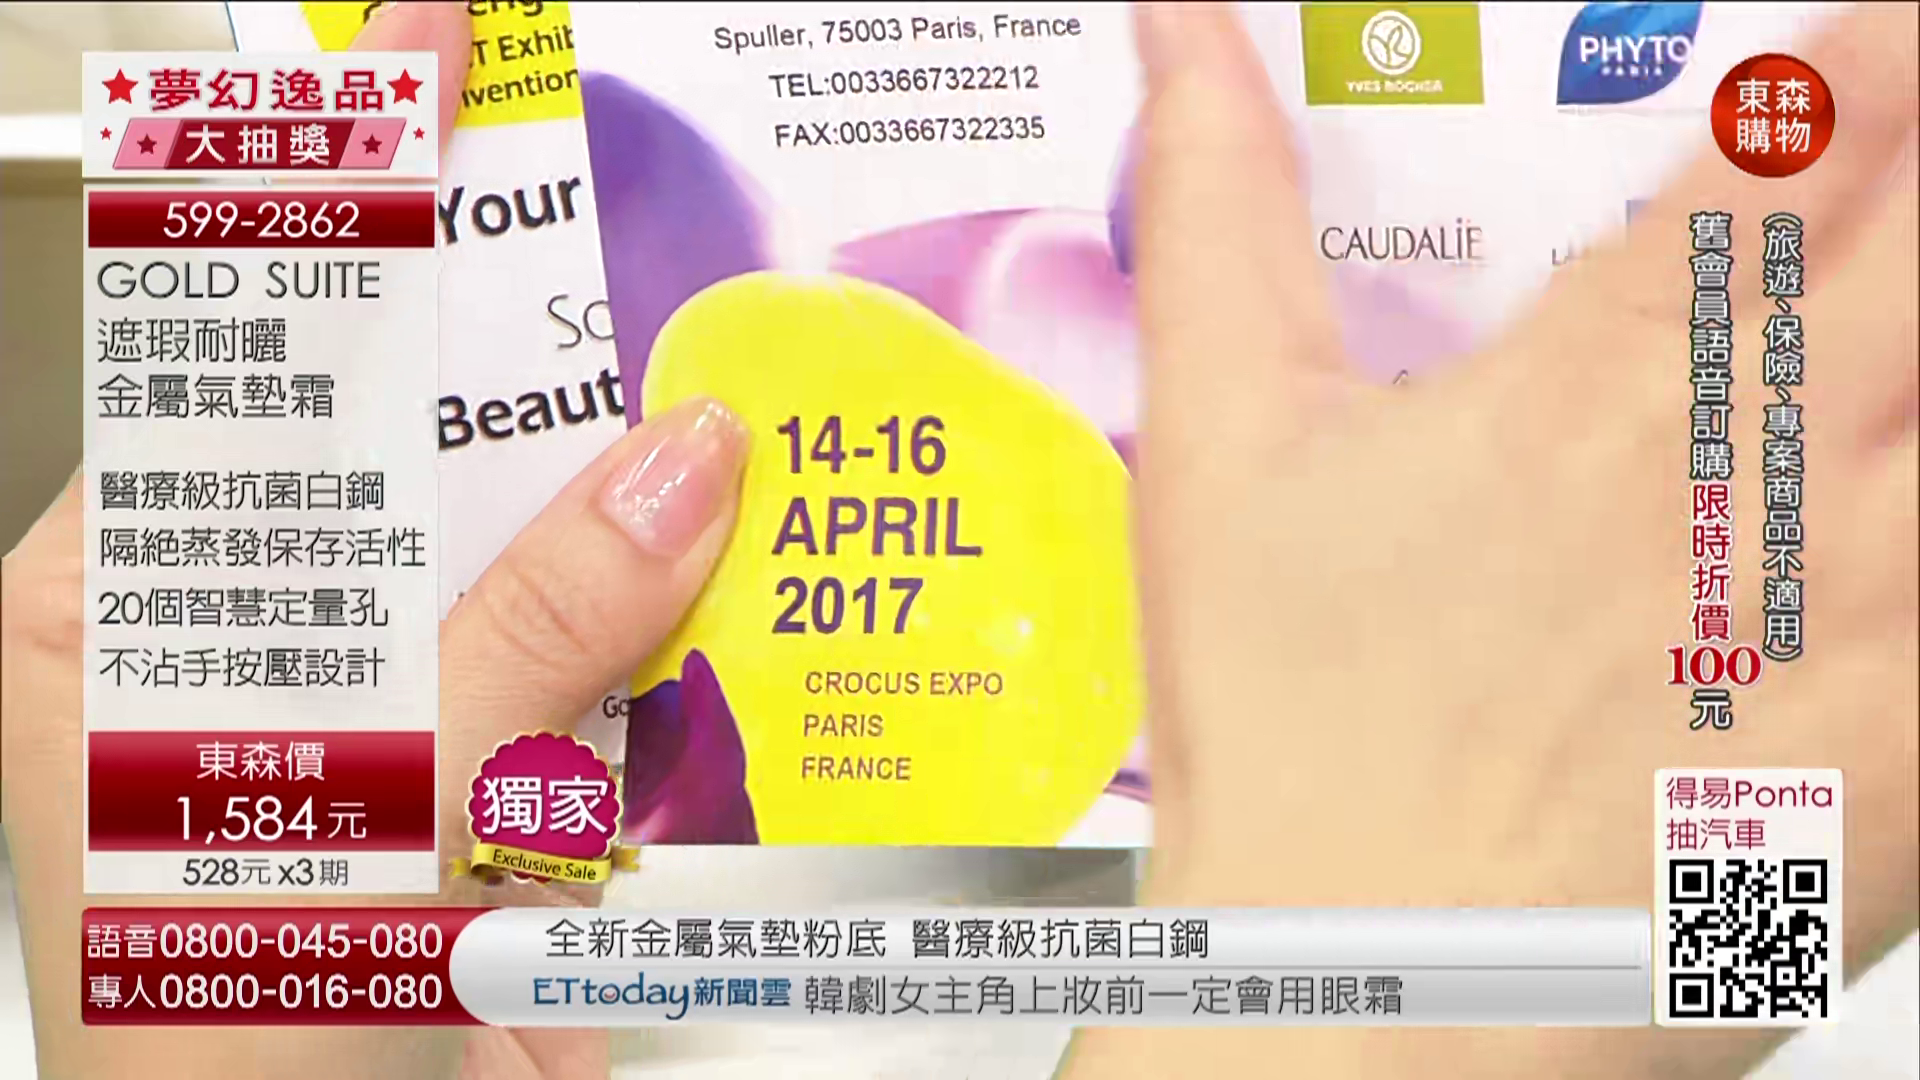 夢幻逸品
大抽獎
599-2862
GOLD SUITE
遮瑕耐曬
金屬氣墊霜
醫療級抗菌白鋼
隔絕蒸發保存活性
20個智慧定量孔
不沾手按壓設計
東森價
1,584元
528元x3期
獨家
Exclusive Sale
語音0800-045-080
專人0800-016-080
全新金屬氣墊粉底 醫療級抗菌白鋼
ETtoday新聞雲 韓劇女主角上妝前一定會用眼霜
T Exhib
Your
Sc
Beaut
Spuller, 75003 Paris, France
TEL:0033667322212
FAX:0033667322335
14-16
APRIL
2017
CROCUS EXPO
PARIS
FRANCE
YVES ROCHER
PHYTO
PARIS
CAUDALÍE
東森
購物
(旅遊、保險、專案商品不適用)
舊會員語音訂購限時折價100元
得易Ponta
抽汽車